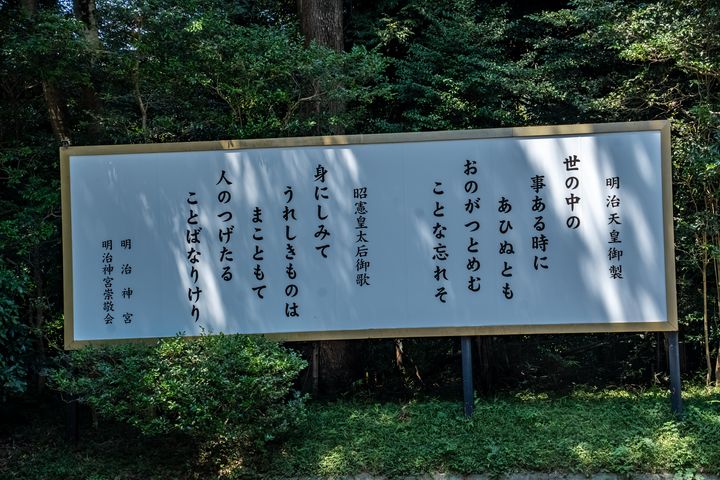 明治天皇御製
世の中の
事ある時に
あひぬとも
おのがつとめむ
ことな忘れそ
昭憲皇太后御歌
身にしみて
うれしきものは
まこともて
人のつげたる
ことばなりけり
明治神宮
明治神宮崇敬会